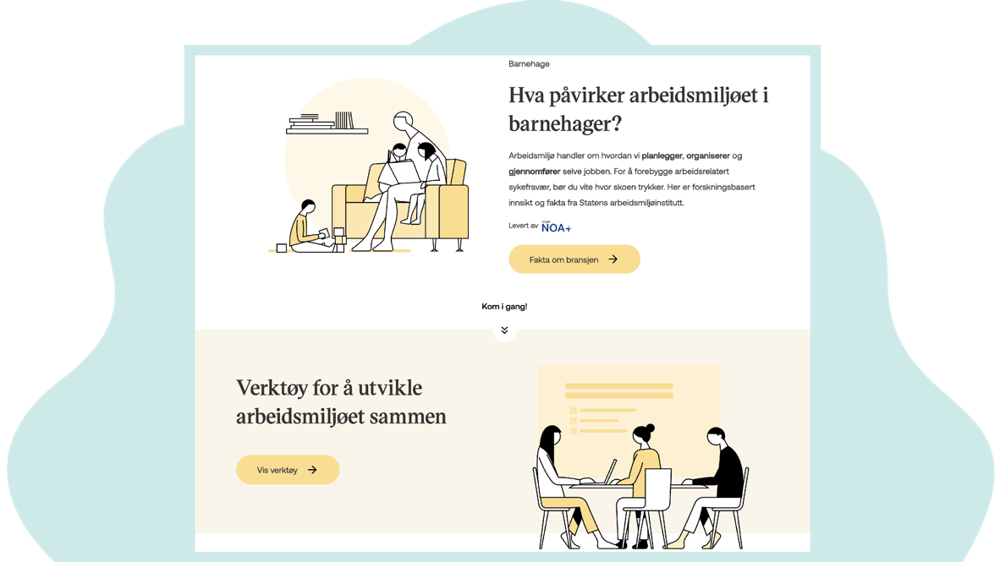 Barnehage
Hva påvirker arbeidsmiljøet i
barnehager?
Arbeidsmiljø handler om hvordan vi planlegger, organiserer og
gjennomfører selve jobben. For å forebygge arbeidsrelatert
sykefravær, bør du vite hvor skoen trykker. Her er forskningsbasert
innsikt og fakta fra Statens arbeidsmiljøinstitutt.
Levert av NOA+
Fakta om bransjen
Kom i gang!
Verktøy for å utvikle
arbeidsmiljøet sammen
Vis verktøy